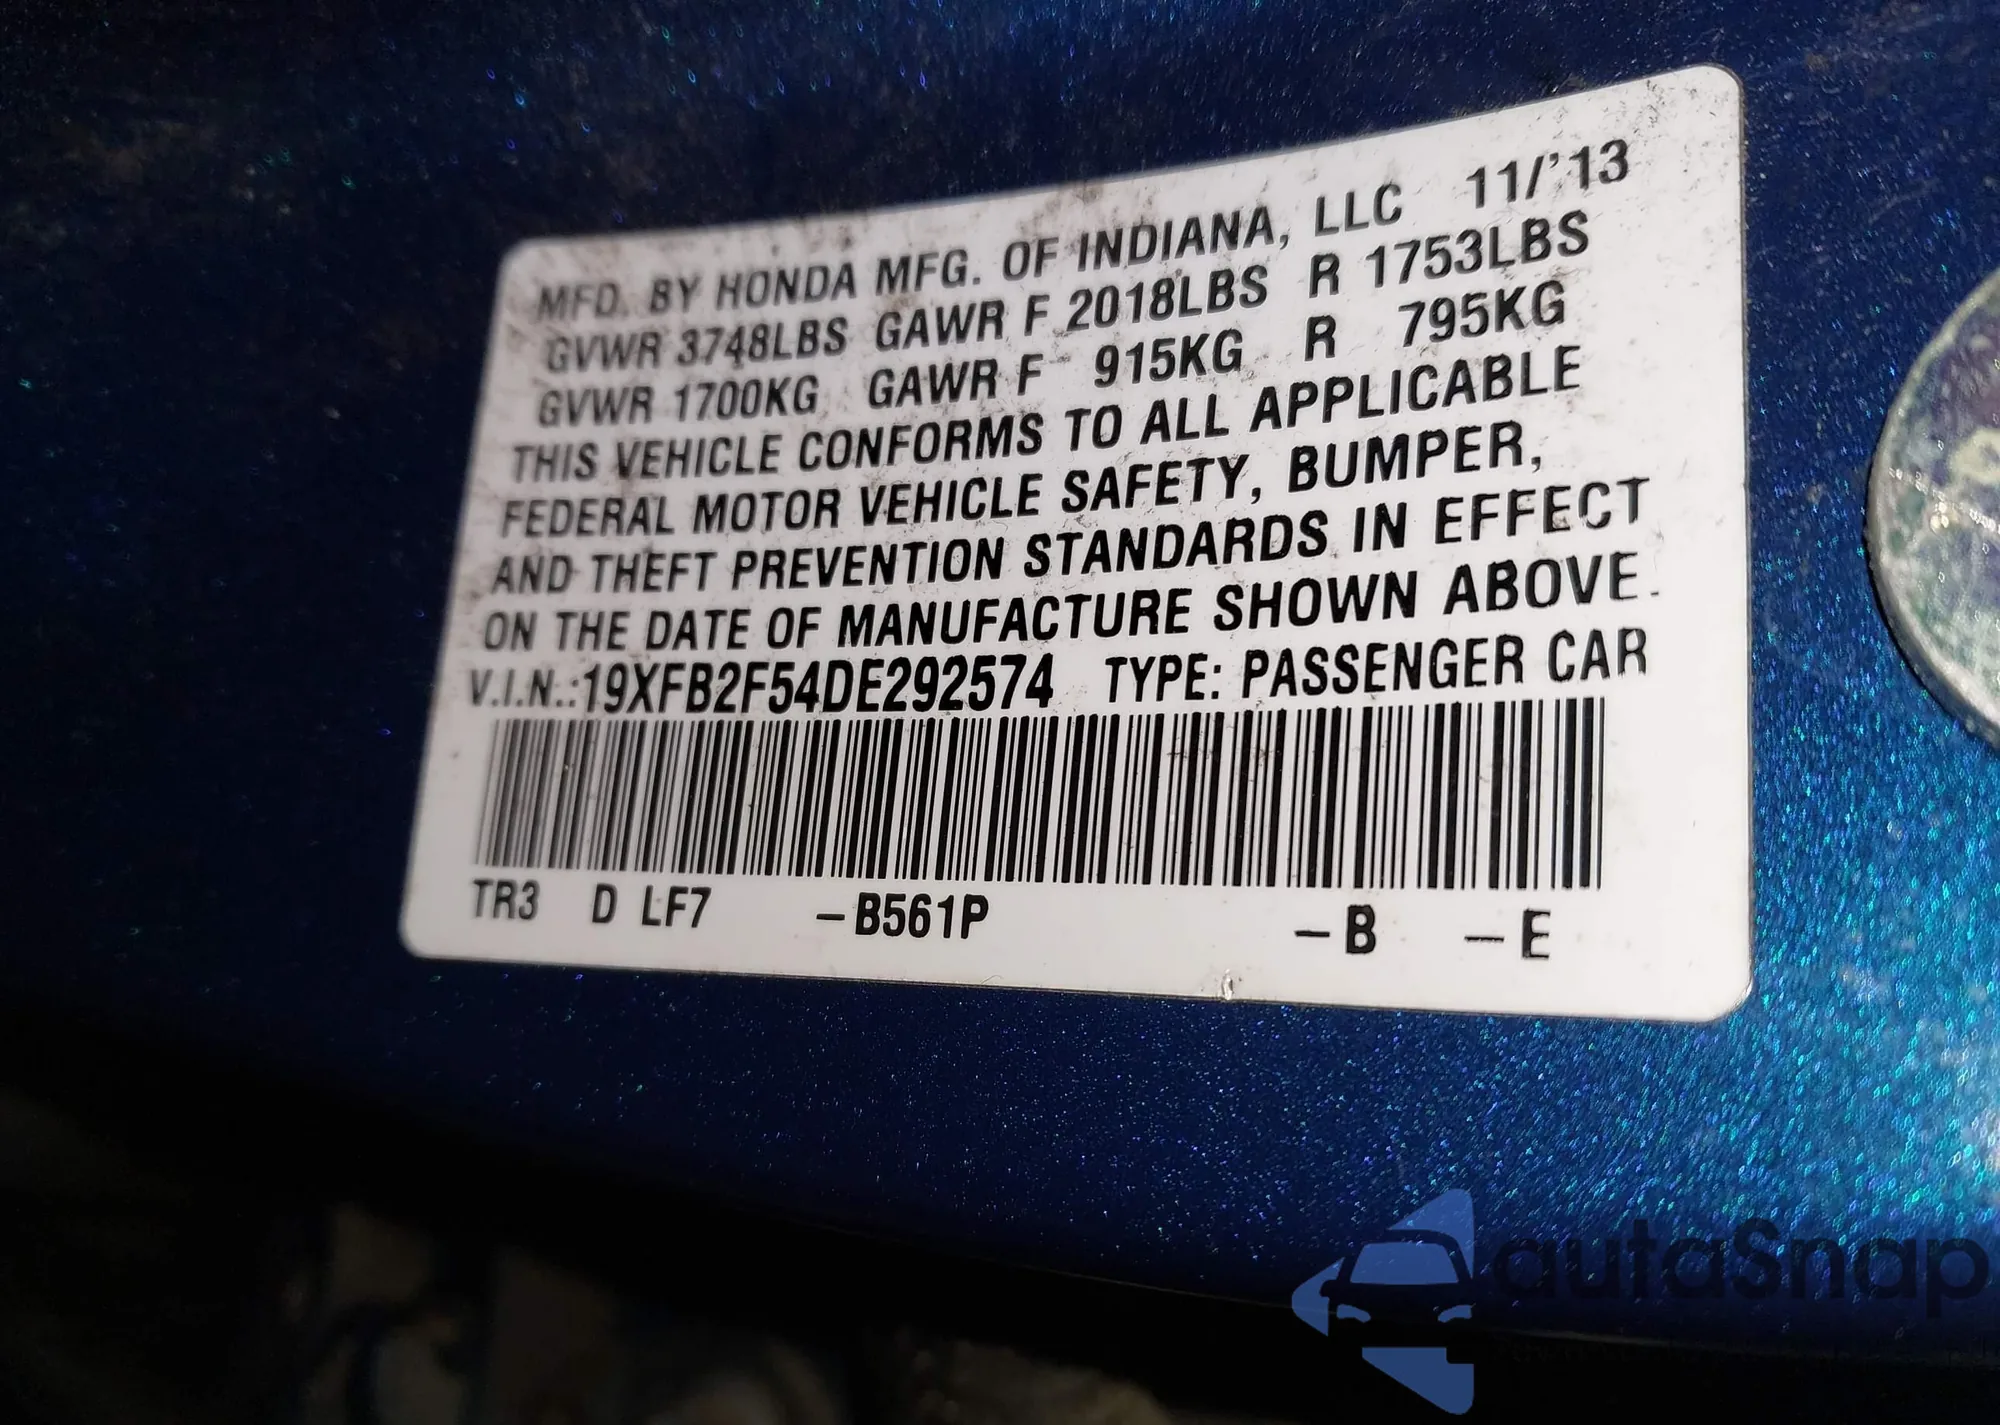 MFD. BY HONDA MFG. OF INDIANA, LLC 11/'13
GVWR 3748LBS GAWR F 2018LBS R 1753LBS
GVWR 1700KG GAWR F 915KG R 795KG
THIS VEHICLE CONFORMS TO ALL APPLICABLE
FEDERAL MOTOR VEHICLE SAFETY, BUMPER,
AND THEFT PREVENTION STANDARDS IN EFFECT
ON THE DATE OF MANUFACTURE SHOWN ABOVE.
V.I.N.:19XFB2F54DE292574 TYPE: PASSENGER CAR
TR3 D LF7 -B561P -B -E
autaSnap